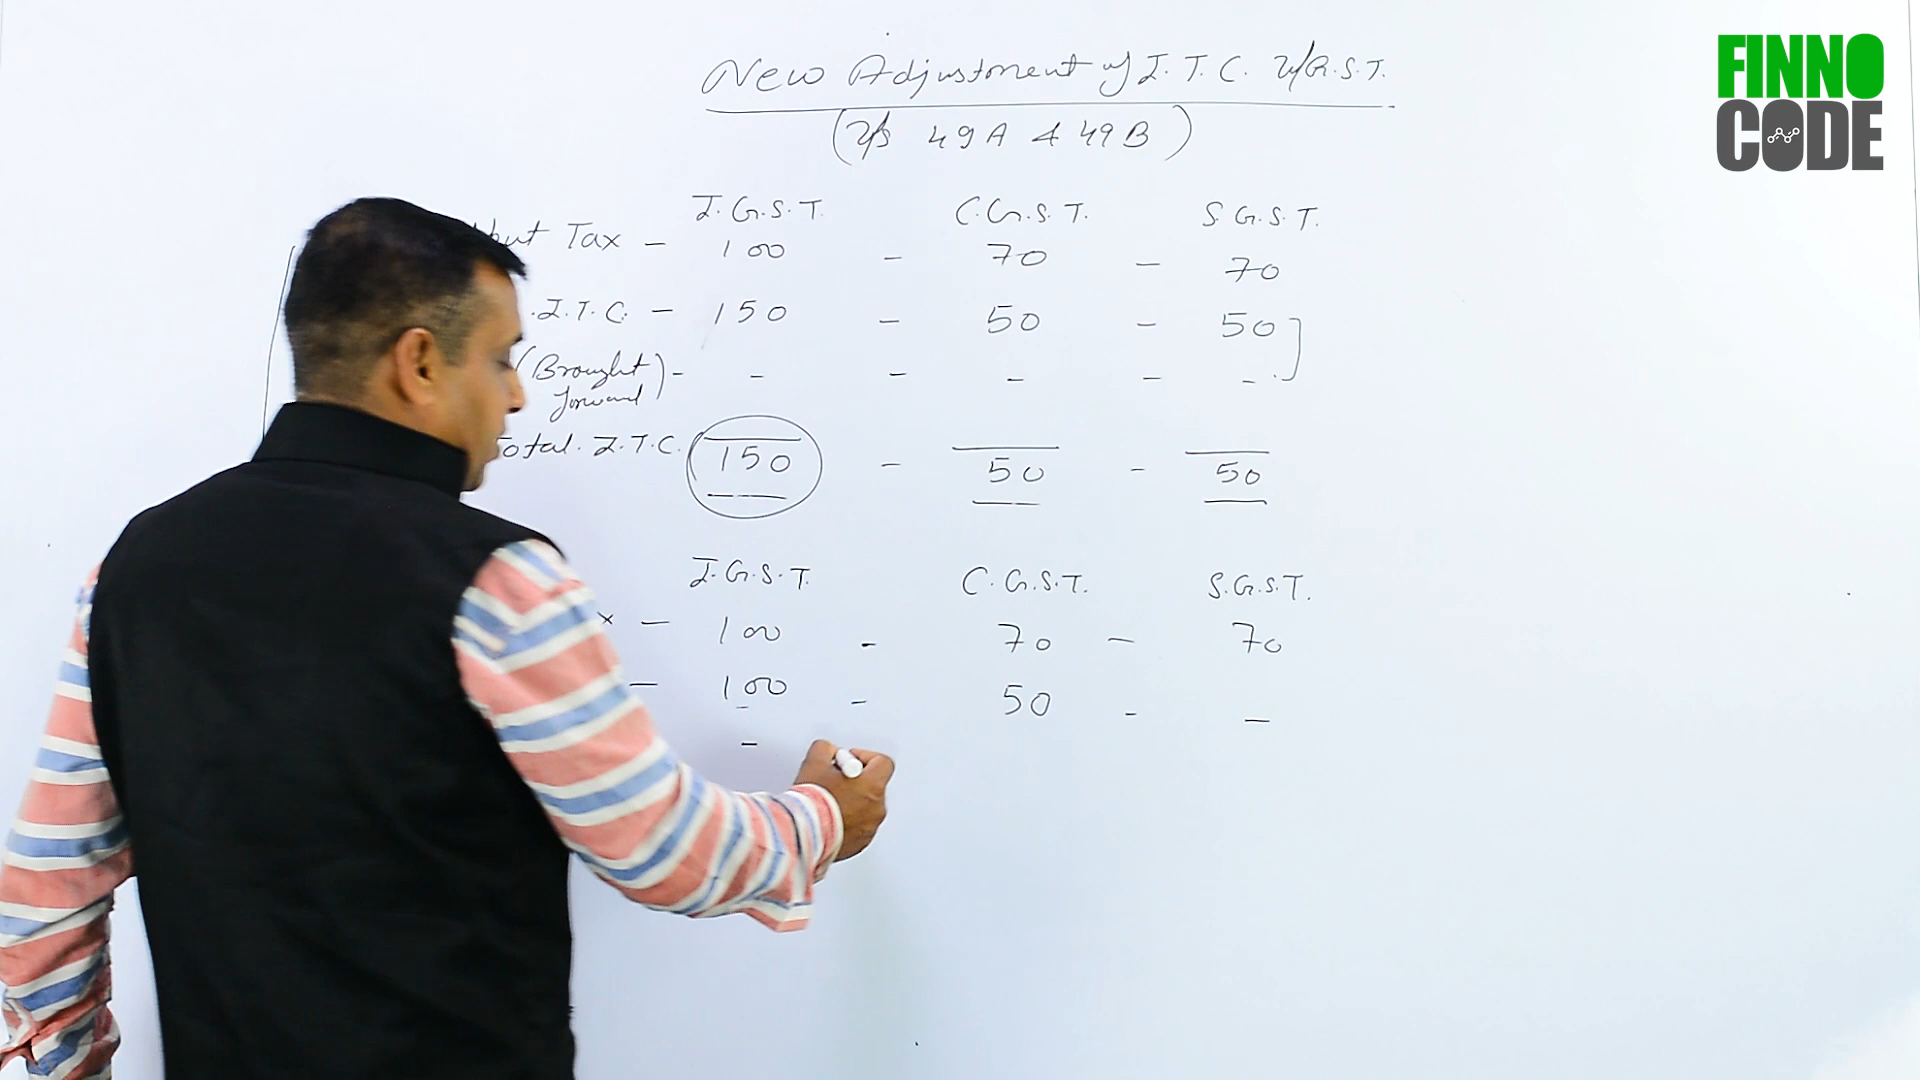 FINNO
CODE
New Adjustment of I.T.C. u/G.S.T.
(u/s 49A & 49B)
I.G.S.T. C.G.S.T. S.G.S.T.
Tax - 100 - 70 - 70
I.T.C. - 150 - 50 - 50
(Brought forward) - - - - - -
Total I.T.C. 150 - 50 - 50
I.G.S.T. C.G.S.T. S.G.S.T.
x - 100 - 70 - 70
- 100 - 50 - -
-